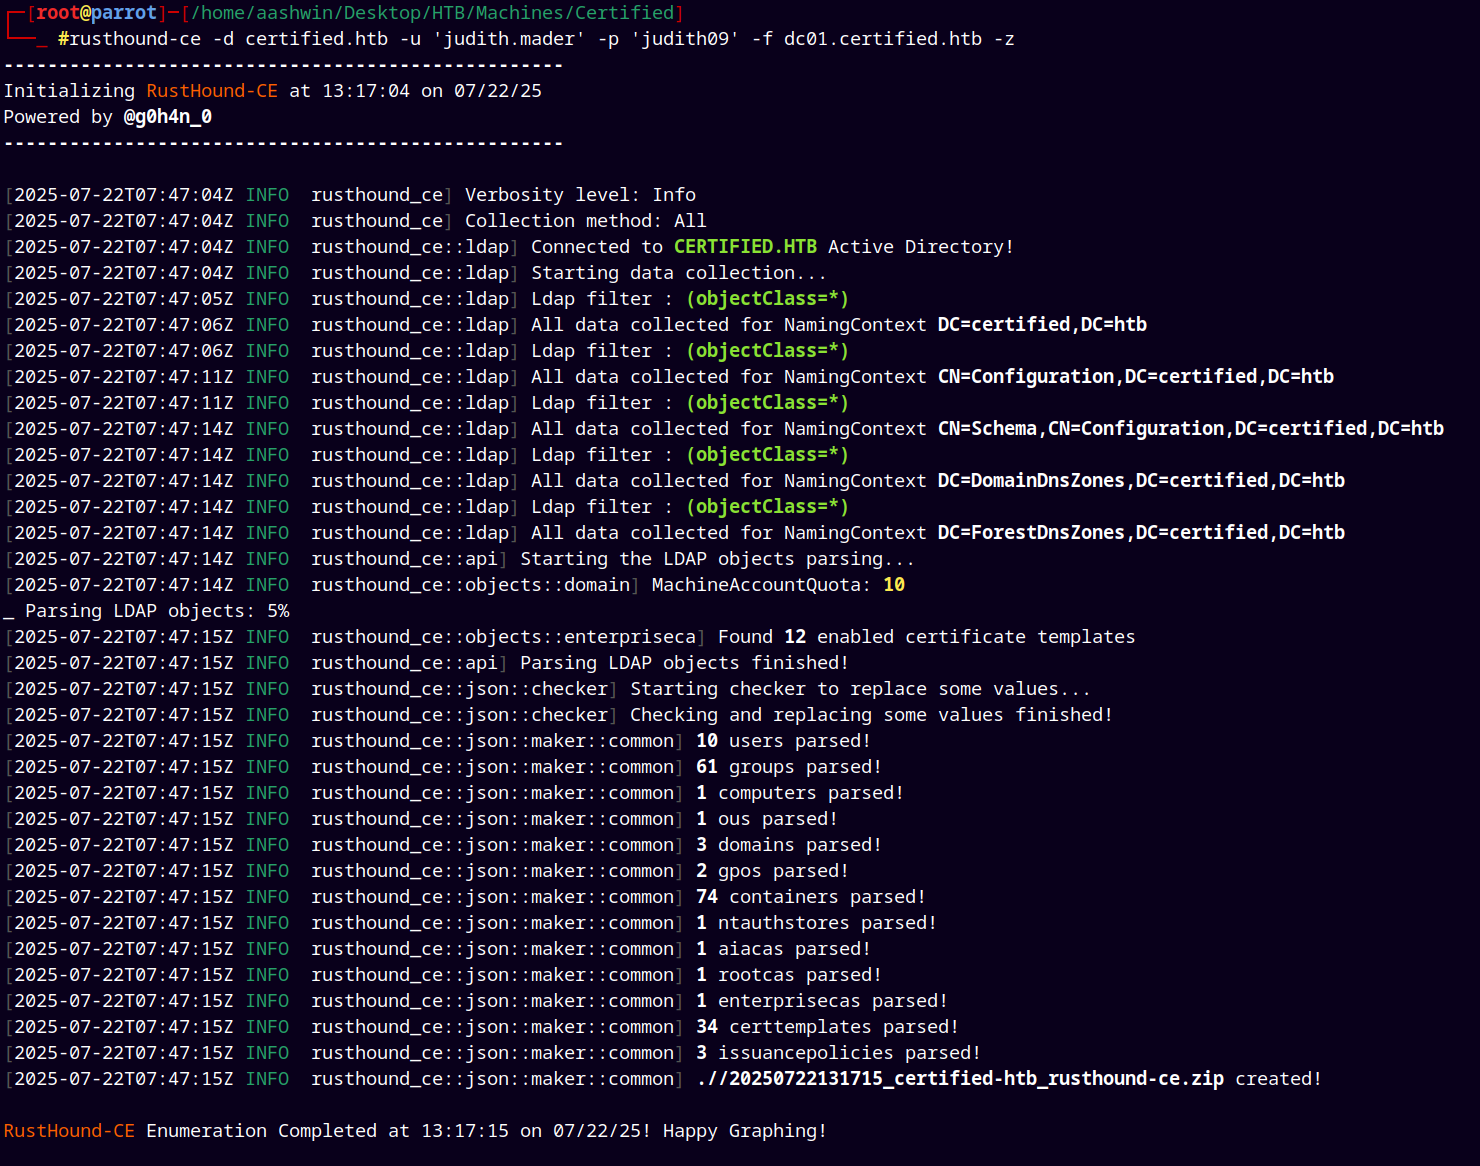 ┌─[root@parrot]─[/home/aashwin/Desktop/HTB/Machines/Certified]
└──_ #rusthound-ce -d certified.htb -u 'judith.mader' -p 'judith09' -f dc01.certified.htb -z
---------------------------------------------------
Initializing RustHound-CE at 13:17:04 on 07/22/25
Powered by @g0h4n_0
---------------------------------------------------
[2025-07-22T07:47:04Z INFO  rusthound_ce] Verbosity level: Info
[2025-07-22T07:47:04Z INFO  rusthound_ce] Collection method: All
[2025-07-22T07:47:04Z INFO  rusthound_ce::ldap] Connected to CERTIFIED.HTB Active Directory!
[2025-07-22T07:47:04Z INFO  rusthound_ce::ldap] Starting data collection...
[2025-07-22T07:47:05Z INFO  rusthound_ce::ldap] Ldap filter : (objectClass=*)
[2025-07-22T07:47:06Z INFO  rusthound_ce::ldap] All data collected for NamingContext DC=certified,DC=htb
[2025-07-22T07:47:06Z INFO  rusthound_ce::ldap] Ldap filter : (objectClass=*)
[2025-07-22T07:47:11Z INFO  rusthound_ce::ldap] All data collected for NamingContext CN=Configuration,DC=certified,DC=htb
[2025-07-22T07:47:11Z INFO  rusthound_ce::ldap] Ldap filter : (objectClass=*)
[2025-07-22T07:47:14Z INFO  rusthound_ce::ldap] All data collected for NamingContext CN=Schema,CN=Configuration,DC=certified,DC=htb
[2025-07-22T07:47:14Z INFO  rusthound_ce::ldap] Ldap filter : (objectClass=*)
[2025-07-22T07:47:14Z INFO  rusthound_ce::ldap] All data collected for NamingContext DC=DomainDnsZones,DC=certified,DC=htb
[2025-07-22T07:47:14Z INFO  rusthound_ce::ldap] Ldap filter : (objectClass=*)
[2025-07-22T07:47:14Z INFO  rusthound_ce::ldap] All data collected for NamingContext DC=ForestDnsZones,DC=certified,DC=htb
[2025-07-22T07:47:14Z INFO  rusthound_ce::api] Starting the LDAP objects parsing...
[2025-07-22T07:47:14Z INFO  rusthound_ce::objects::domain] MachineAccountQuota: 10
_ Parsing LDAP objects: 5%
[2025-07-22T07:47:15Z INFO  rusthound_ce::objects::enterpriseca] Found 12 enabled certificate templates
[2025-07-22T07:47:15Z INFO  rusthound_ce::api] Parsing LDAP objects finished!
[2025-07-22T07:47:15Z INFO  rusthound_ce::json::checker] Starting checker to replace some values...
[2025-07-22T07:47:15Z INFO  rusthound_ce::json::checker] Checking and replacing some values finished!
[2025-07-22T07:47:15Z INFO  rusthound_ce::json::maker::common] 10 users parsed!
[2025-07-22T07:47:15Z INFO  rusthound_ce::json::maker::common] 61 groups parsed!
[2025-07-22T07:47:15Z INFO  rusthound_ce::json::maker::common] 1 computers parsed!
[2025-07-22T07:47:15Z INFO  rusthound_ce::json::maker::common] 1 ous parsed!
[2025-07-22T07:47:15Z INFO  rusthound_ce::json::maker::common] 3 domains parsed!
[2025-07-22T07:47:15Z INFO  rusthound_ce::json::maker::common] 2 gpos parsed!
[2025-07-22T07:47:15Z INFO  rusthound_ce::json::maker::common] 74 containers parsed!
[2025-07-22T07:47:15Z INFO  rusthound_ce::json::maker::common] 1 ntauthstores parsed!
[2025-07-22T07:47:15Z INFO  rusthound_ce::json::maker::common] 1 aiacas parsed!
[2025-07-22T07:47:15Z INFO  rusthound_ce::json::maker::common] 1 rootcas parsed!
[2025-07-22T07:47:15Z INFO  rusthound_ce::json::maker::common] 1 enterprisecas parsed!
[2025-07-22T07:47:15Z INFO  rusthound_ce::json::maker::common] 34 certtemplates parsed!
[2025-07-22T07:47:15Z INFO  rusthound_ce::json::maker::common] 3 issuancepolicies parsed!
[2025-07-22T07:47:15Z INFO  rusthound_ce::json::maker::common] .//20250722131715_certified-htb_rusthound-ce.zip created!
RustHound-CE Enumeration Completed at 13:17:15 on 07/22/25! Happy Graphing!